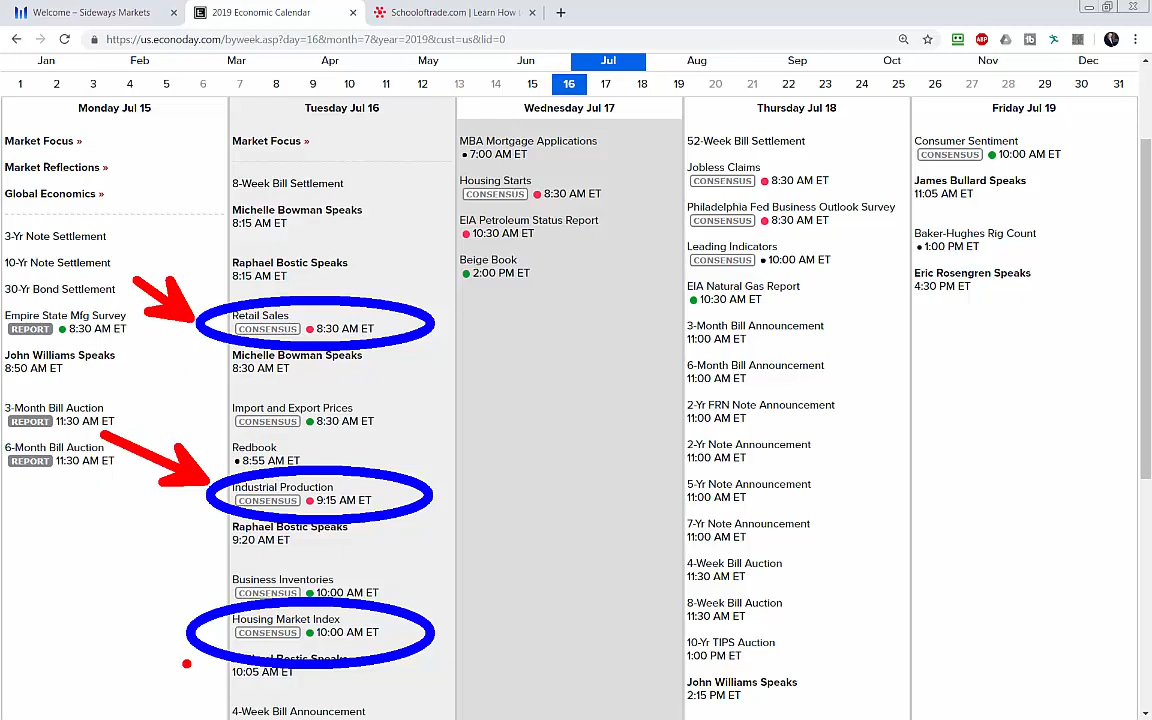 Welcome – Sideways Markets
2019 Economic Calendar
Schooloftrade.com | Learn How
https://us.econoday.com/byweek.asp?day=16&month=7&year=2019&cust=us&lid=0
Jan Feb Mar Apr May Jun Jul Aug Sep Oct Nov Dec
1 2 3 4 5 6 7 8 9 10 11 12 13 14 15 16 17 18 19 20 21 22 23 24 25 26 27 28 29 30 31
Monday Jul 15
Market Focus »
Market Reflections »
Global Economics »
3-Yr Note Settlement
10-Yr Note Settlement
30-Yr Bond Settlement
Empire State Mfg Survey
REPORT 8:30 AM ET
John Williams Speaks
8:50 AM ET
3-Month Bill Auction
REPORT 11:30 AM ET
6-Month Bill Auction
REPORT 11:30 AM ET
Tuesday Jul 16
Market Focus »
8-Week Bill Settlement
Michelle Bowman Speaks
8:15 AM ET
Raphael Bostic Speaks
8:15 AM ET
Retail Sales
CONSENSUS 8:30 AM ET
Michelle Bowman Speaks
8:30 AM ET
Import and Export Prices
CONSENSUS 8:30 AM ET
Redbook
8:55 AM ET
Industrial Production
CONSENSUS 9:15 AM ET
Raphael Bostic Speaks
9:20 AM ET
Business Inventories
CONSENSUS 10:00 AM ET
Housing Market Index
CONSENSUS 10:00 AM ET
Raphael Bostic Speaks
10:05 AM ET
4-Week Bill Announcement
Wednesday Jul 17
MBA Mortgage Applications
7:00 AM ET
Housing Starts
CONSENSUS 8:30 AM ET
EIA Petroleum Status Report
10:30 AM ET
Beige Book
2:00 PM ET
Thursday Jul 18
52-Week Bill Settlement
Jobless Claims
CONSENSUS 8:30 AM ET
Philadelphia Fed Business Outlook Survey
CONSENSUS 8:30 AM ET
Leading Indicators
CONSENSUS 10:00 AM ET
EIA Natural Gas Report
10:30 AM ET
3-Month Bill Announcement
11:00 AM ET
6-Month Bill Announcement
11:00 AM ET
2-Yr FRN Note Announcement
11:00 AM ET
2-Yr Note Announcement
11:00 AM ET
5-Yr Note Announcement
11:00 AM ET
7-Yr Note Announcement
11:00 AM ET
4-Week Bill Auction
11:30 AM ET
8-Week Bill Auction
11:30 AM ET
10-Yr TIPS Auction
1:00 PM ET
John Williams Speaks
2:15 PM ET
Friday Jul 19
Consumer Sentiment
CONSENSUS 10:00 AM ET
James Bullard Speaks
11:05 AM ET
Baker-Hughes Rig Count
1:00 PM ET
Eric Rosengren Speaks
4:30 PM ET